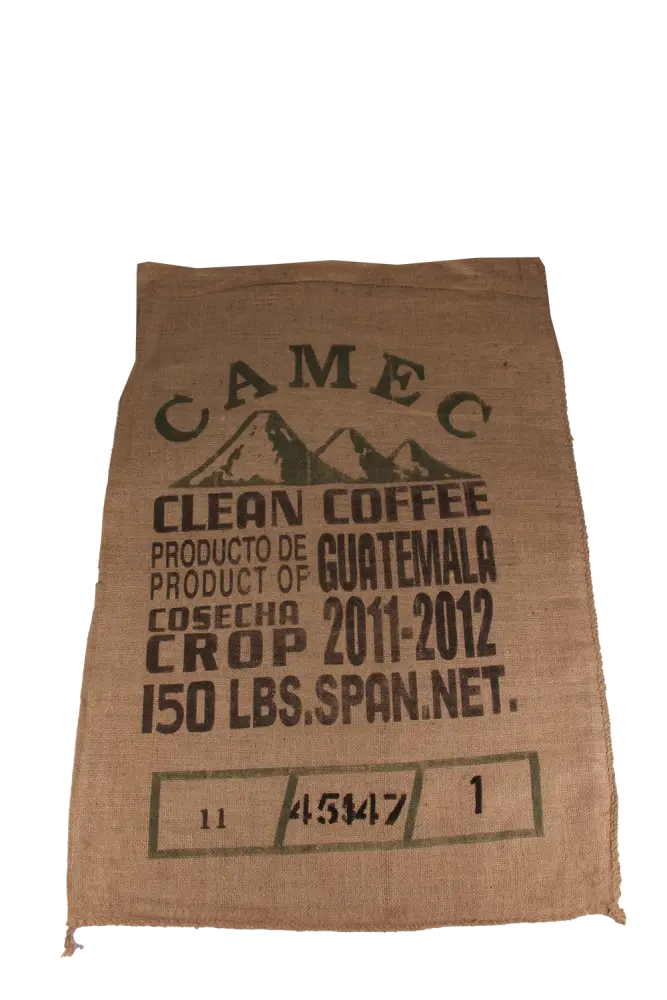 CAMEC
CLEAN COFFEE
PRODUCTO DE
PRODUCT OF GUATEMALA
COSECHA
CROP 2011-2012
150 LBS.SPAN.NET.
11 1